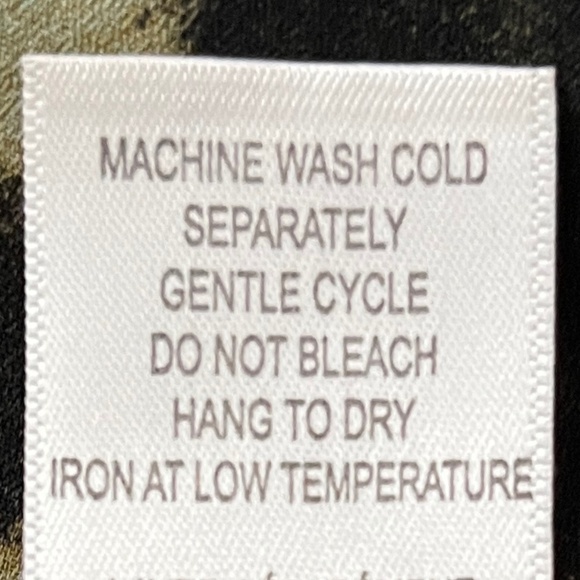 MACHINE WASH COLD
SEPARATELY
GENTLE CYCLE
DO NOT BLEACH
HANG TO DRY
IRON AT LOW TEMPERATURE